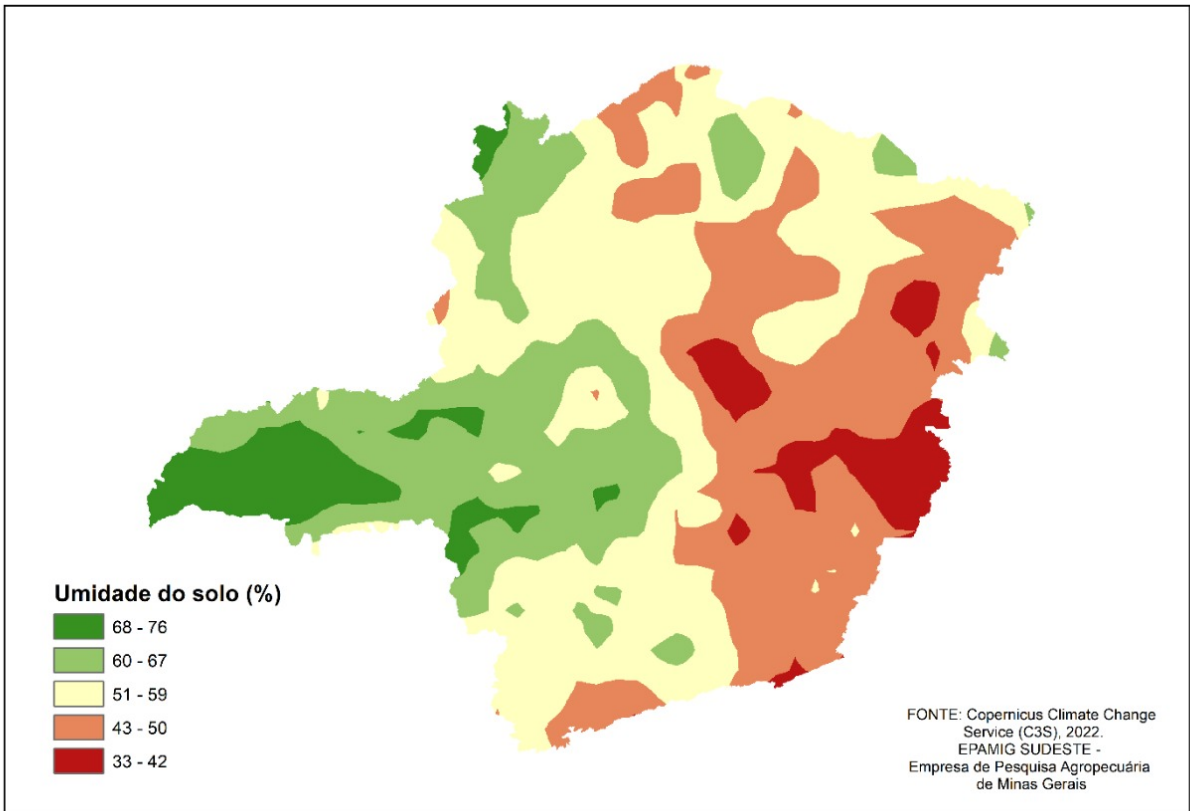 Umidade do solo (%)
68 - 76
60 - 67
51 - 59
43 - 50
33 - 42
FONTE: Copernicus Climate Change
Service (C3S), 2022.
EPAMIG SUDESTE -
Empresa de Pesquisa Agropecuária
de Minas Gerais